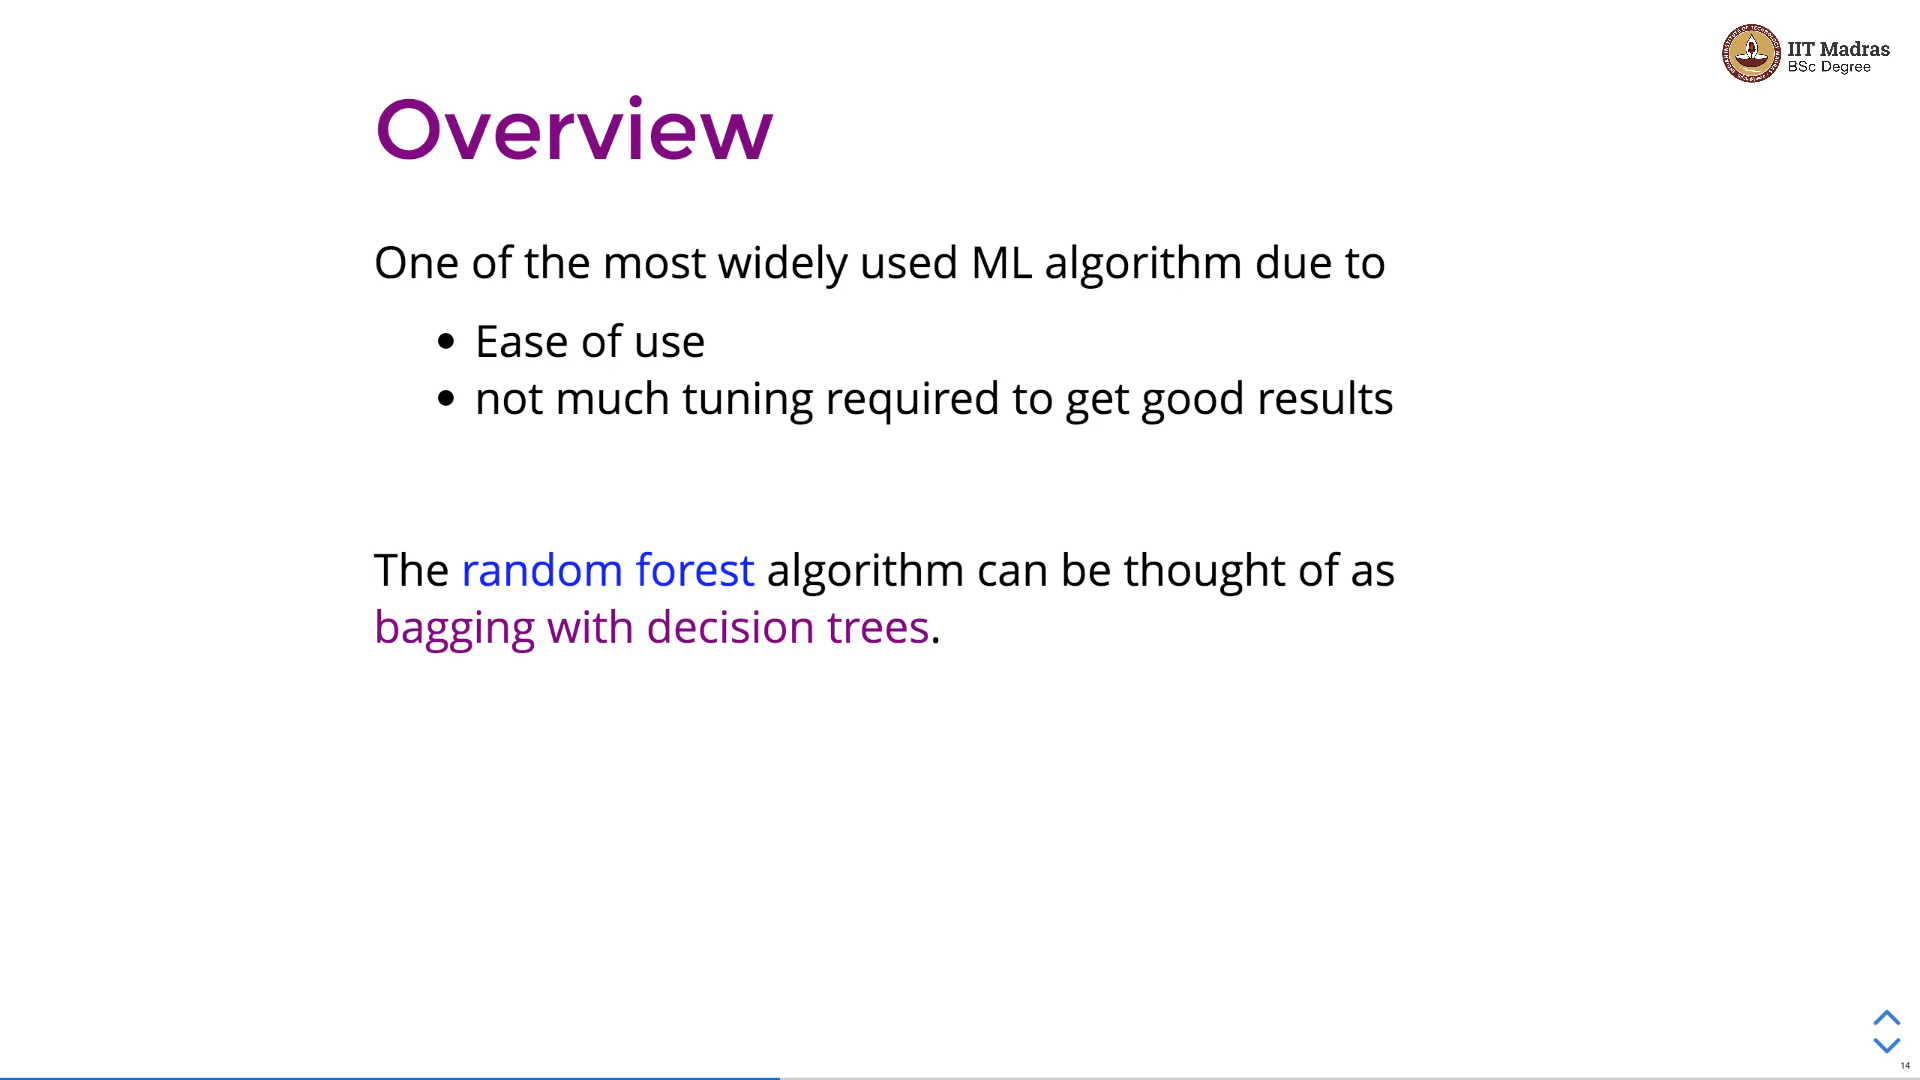 IIT Madras
BSc Degree
Overview
One of the most widely used ML algorithm due to
• Ease of use
• not much tuning required to get good results
The random forest algorithm can be thought of as
bagging with decision trees.
14